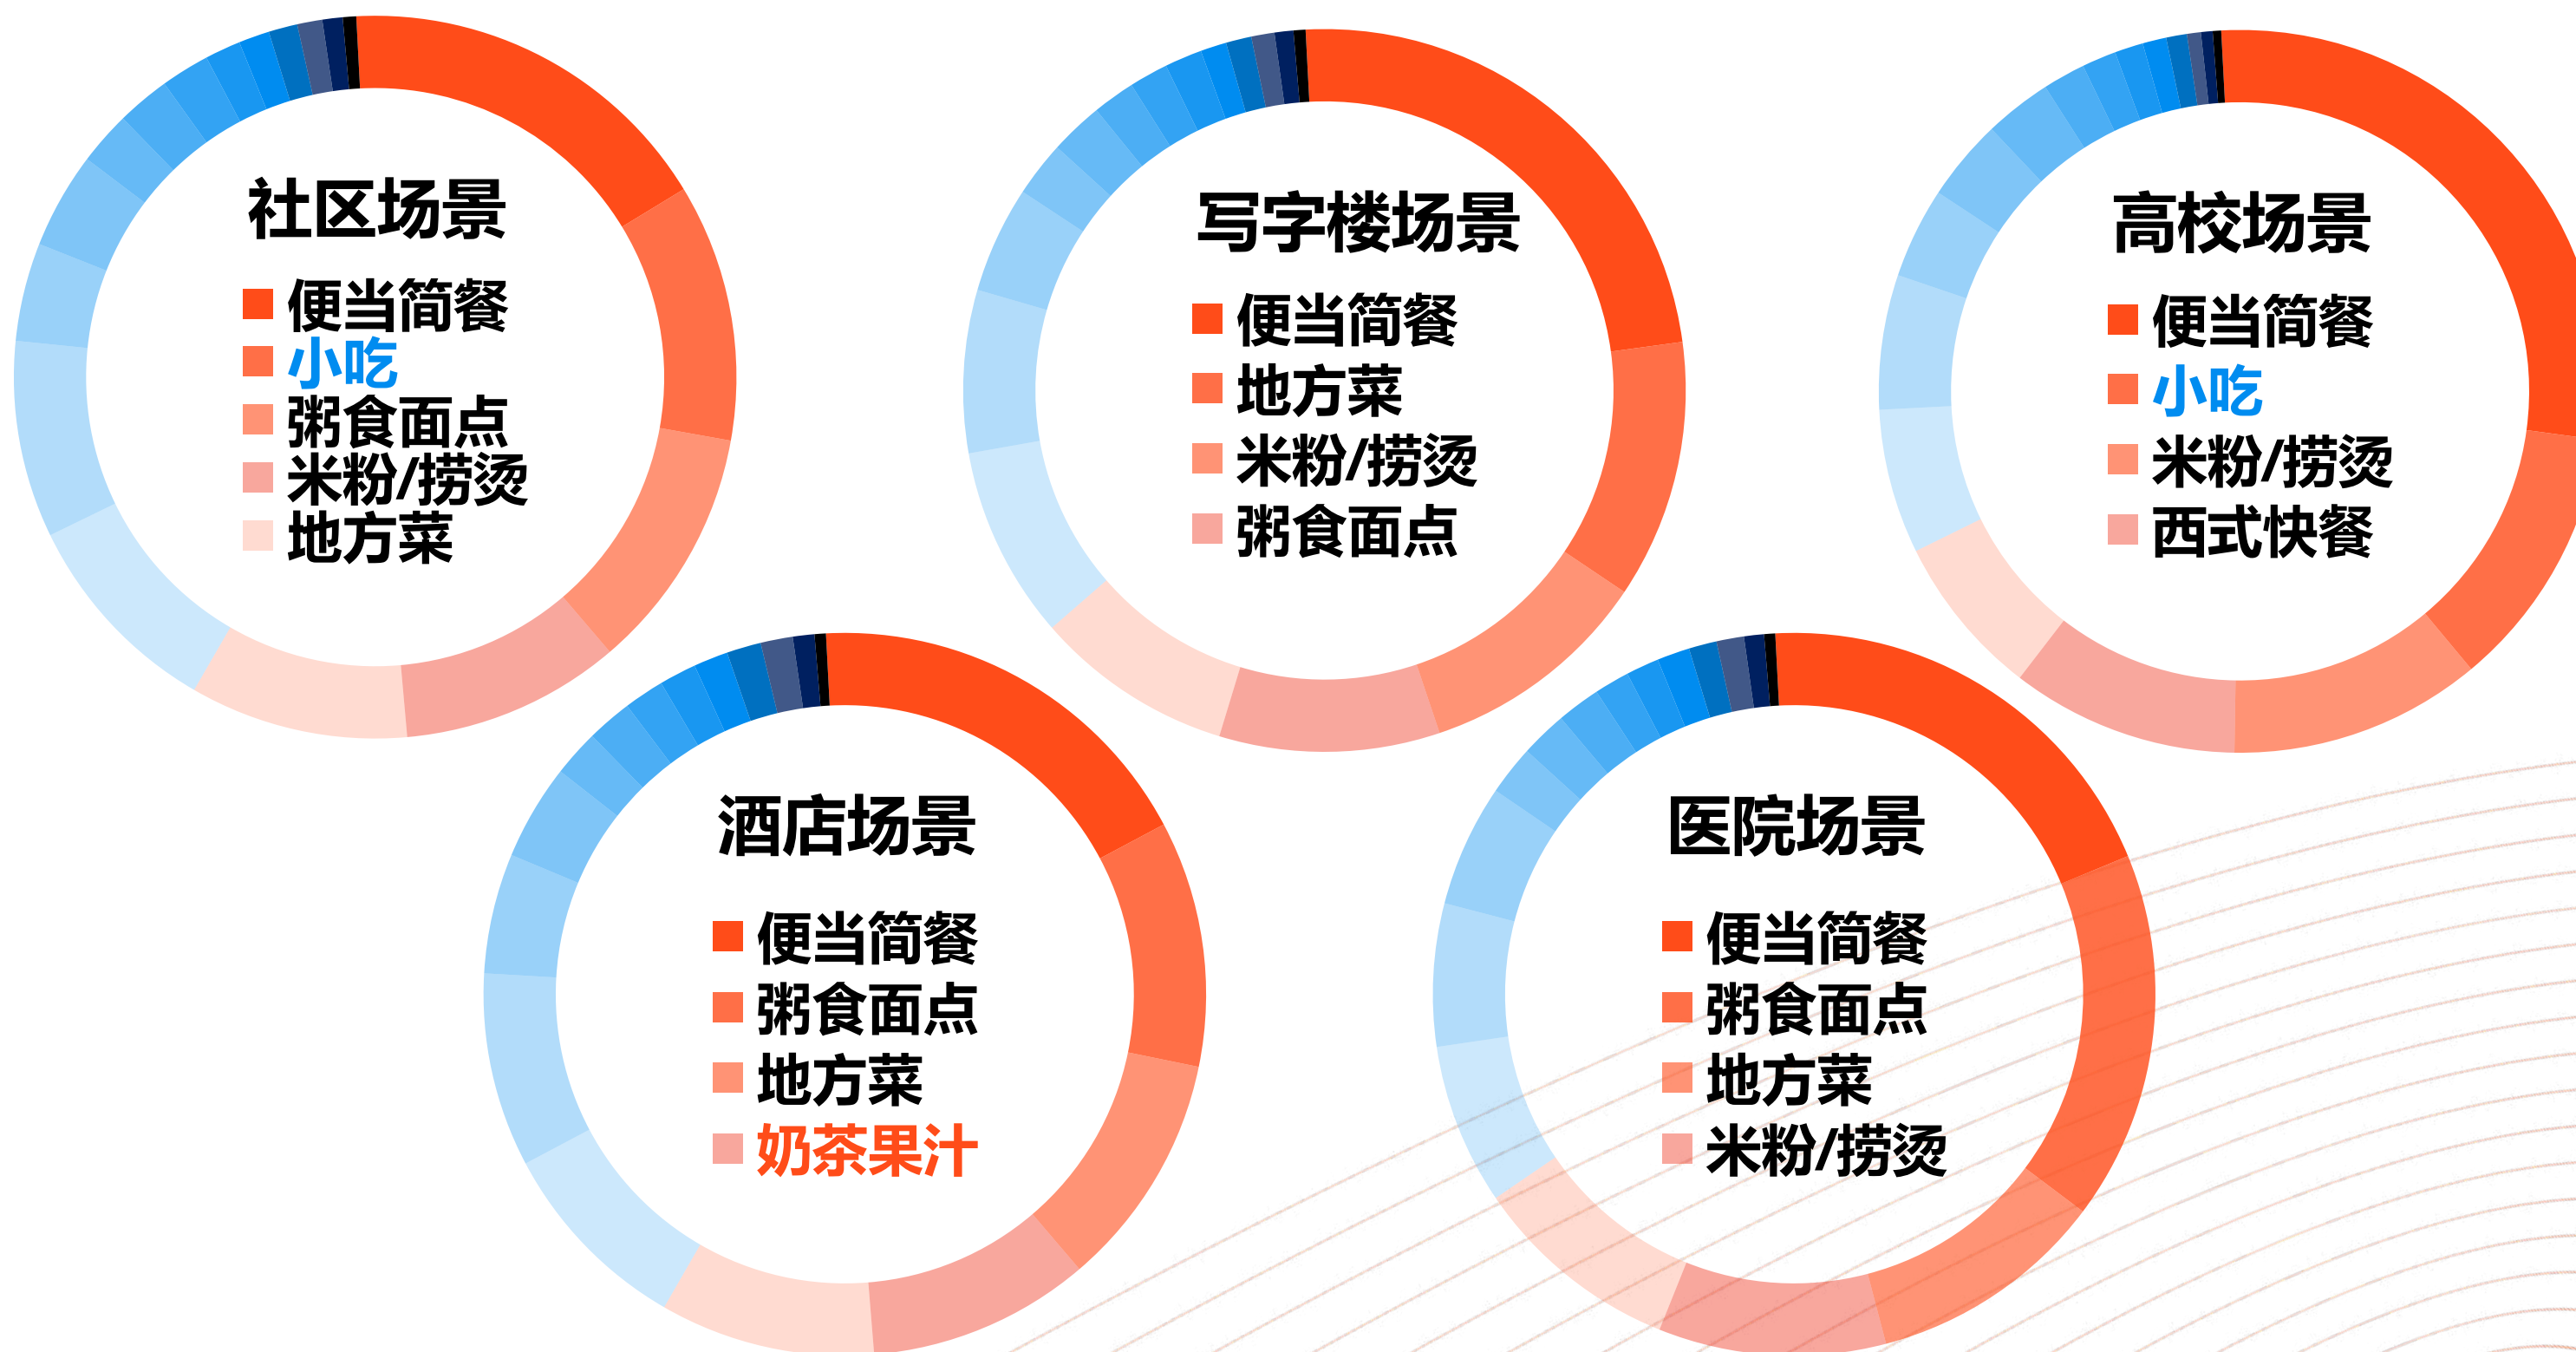 社区场景
便当简餐
小吃
粥食面点
米粉/捞烫
地方菜
写字楼场景
便当简餐
地方菜
米粉/捞烫
粥食面点
高校场景
便当简餐
小吃
米粉/捞烫
西式快餐
酒店场景
便当简餐
粥食面点
地方菜
奶茶果汁
医院场景
便当简餐
粥食面点
地方菜
米粉/捞烫